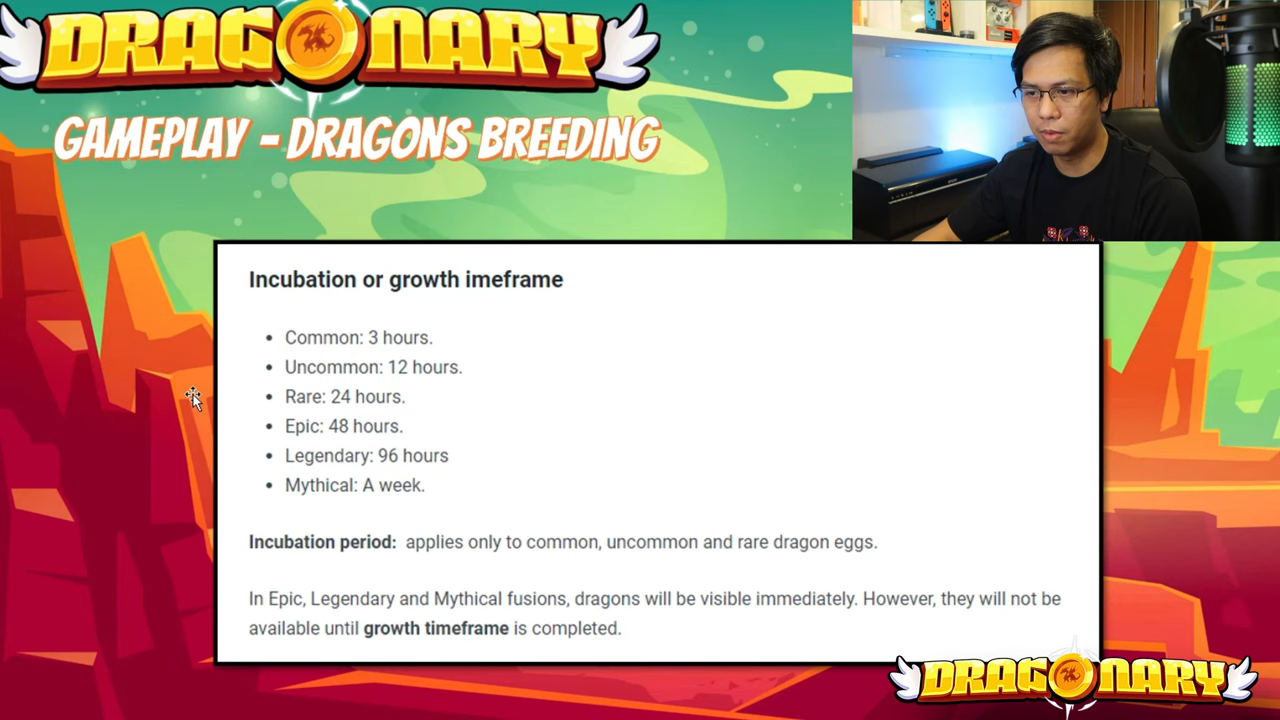 DRAGONARY
GAMEPLAY - DRAGONS BREEDING
Incubation or growth imeframe
• Common: 3 hours.
• Uncommon: 12 hours.
• Rare: 24 hours.
• Epic: 48 hours.
• Legendary: 96 hours
• Mythical: A week.
Incubation period: applies only to common, uncommon and rare dragon eggs.
In Epic, Legendary and Mythical fusions, dragons will be visible immediately. However, they will not be
available until growth timeframe is completed.
DRAGONARY